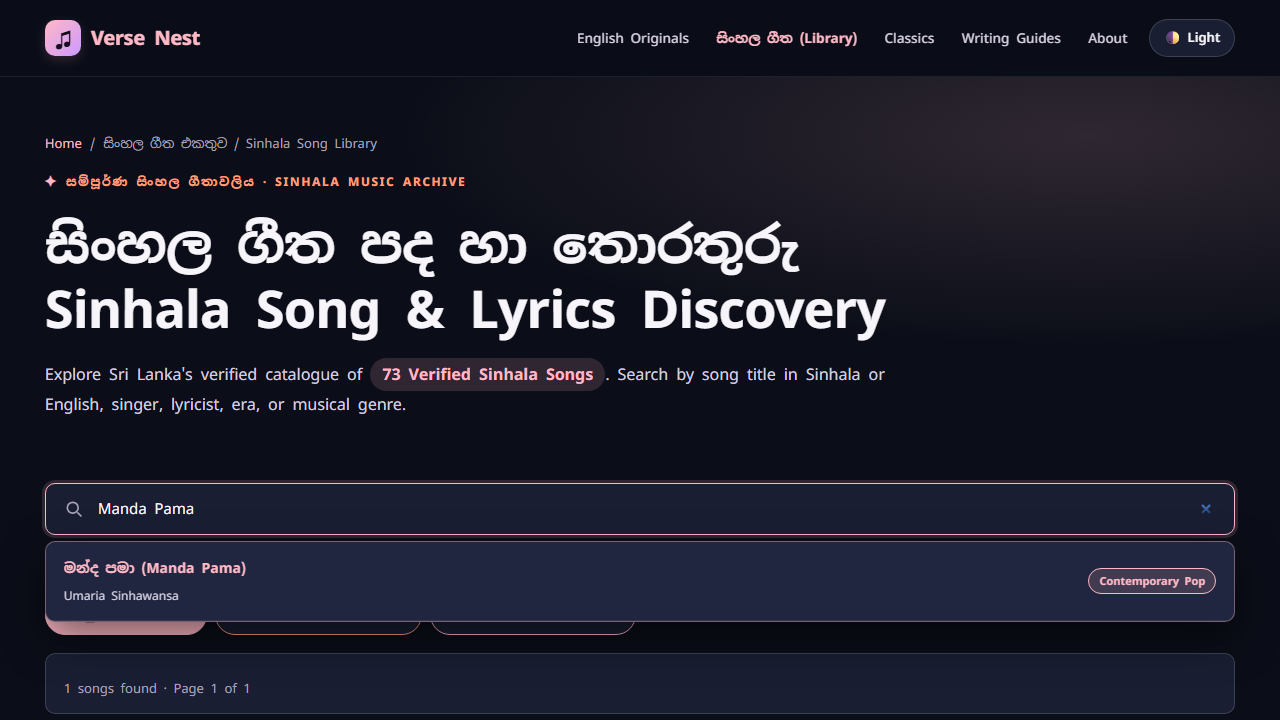 Verse Nest
English Originals
සිංහල ගීත (Library)
Classics
Writing Guides
About
Light
Home / සිංහල ගීත එකතුව / Sinhala Song Library
✦ සම්පූර්ණ සිංහල ගීතාවලිය · SINHALA MUSIC ARCHIVE
සිංහල ගීත පද හා තොරතුරු
Sinhala Song & Lyrics Discovery
Explore Sri Lanka's verified catalogue of 73 Verified Sinhala Songs. Search by song title in Sinhala or
English, singer, lyricist, era, or musical genre.
Manda Pama
මන්ද පමා (Manda Pama)
Umaria Sinhawansa
Contemporary Pop
1 songs found · Page 1 of 1